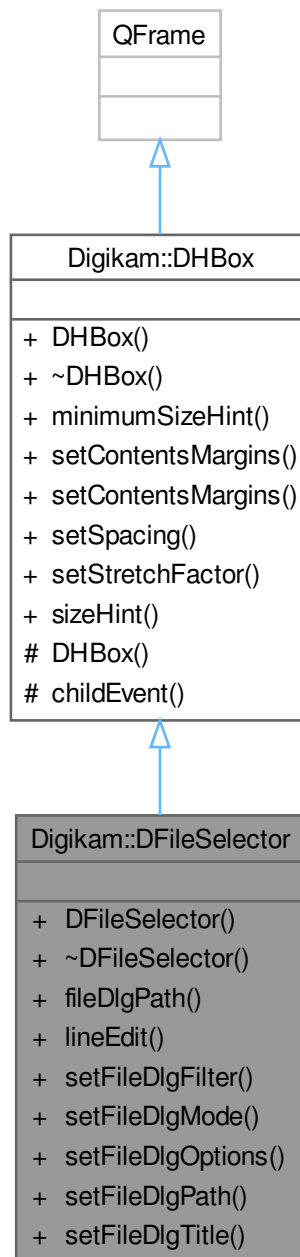 QFrame
Digikam::DHBox
+ DHBox()
+ ~DHBox()
+ minimumSizeHint()
+ setContentsMargins()
+ setContentsMargins()
+ setSpacing()
+ setStretchFactor()
+ sizeHint()
# DHBox()
# childEvent()
Digikam::DFileSelector
+ DFileSelector()
+ ~DFileSelector()
+ fileDlgPath()
+ lineEdit()
+ setFileDlgFilter()
+ setFileDlgMode()
+ setFileDlgOptions()
+ setFileDlgPath()
+ setFileDlgTitle()